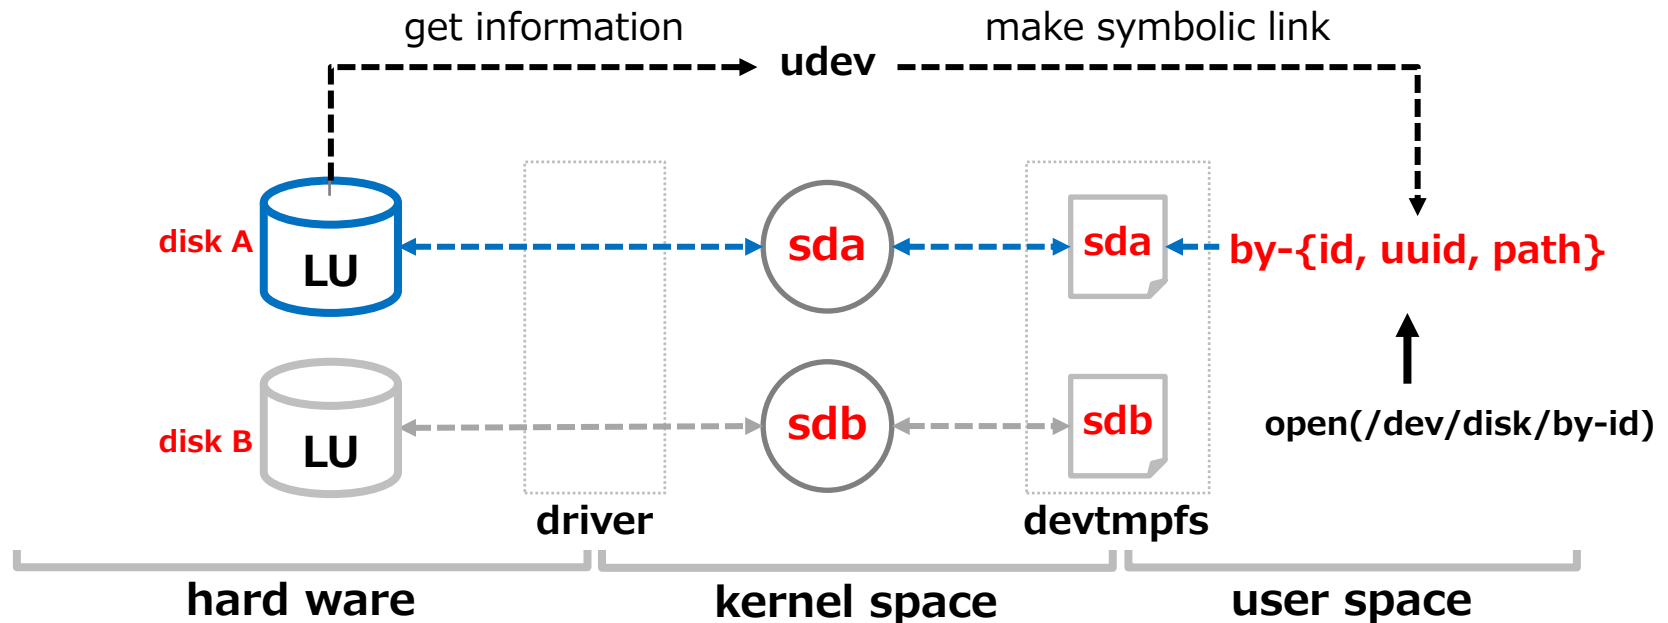 get information
make symbolic link
udev
disk A
LU
sda
sda
by-{id, uuid, path}
disk B
LU
sdb
sdb
open(/dev/disk/by-id)
driver
devtmpfs
hard ware
kernel space
user space